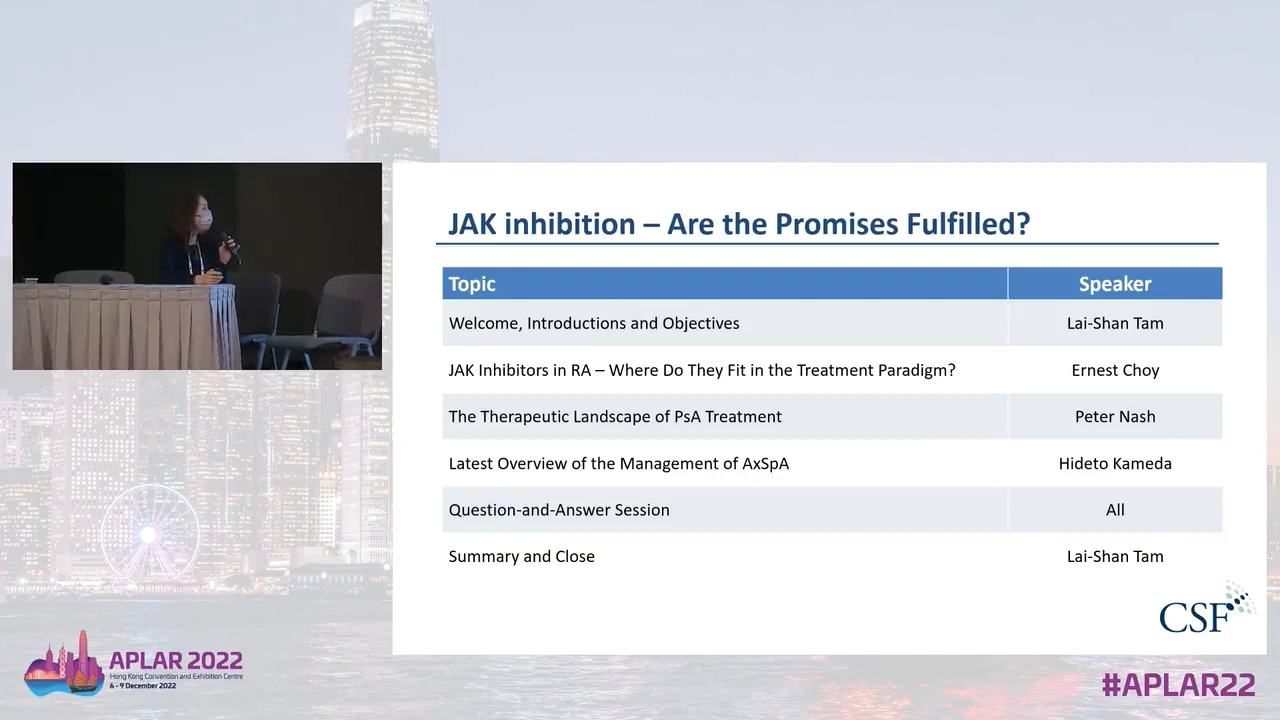 JAK inhibition – Are the Promises Fulfilled?
Topic Speaker
Welcome, Introductions and Objectives Lai-Shan Tam
JAK Inhibitors in RA – Where Do They Fit in the Treatment Paradigm? Ernest Choy
The Therapeutic Landscape of PsA Treatment Peter Nash
Latest Overview of the Management of AxSpA Hideto Kameda
Question-and-Answer Session All
Summary and Close Lai-Shan Tam
CSF
APLAR 2022
Hong Kong Convention and Exhibition Centre
6 - 9 December 2022
#APLAR22